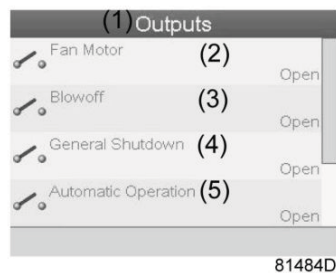 (1) Outputs
Fan Motor (2)
Open
Blowoff (3)
Open
General Shutdown (4)
Open
Automatic Operation (5)
Open
81484D